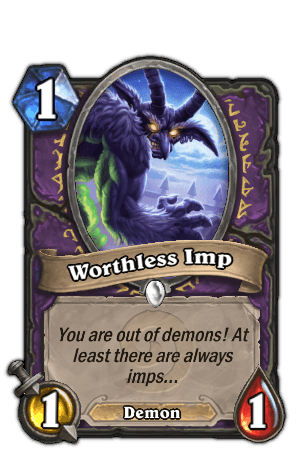 1
Worthless Imp
You are out of demons! At
least there are always
imps...
1
Demon
1